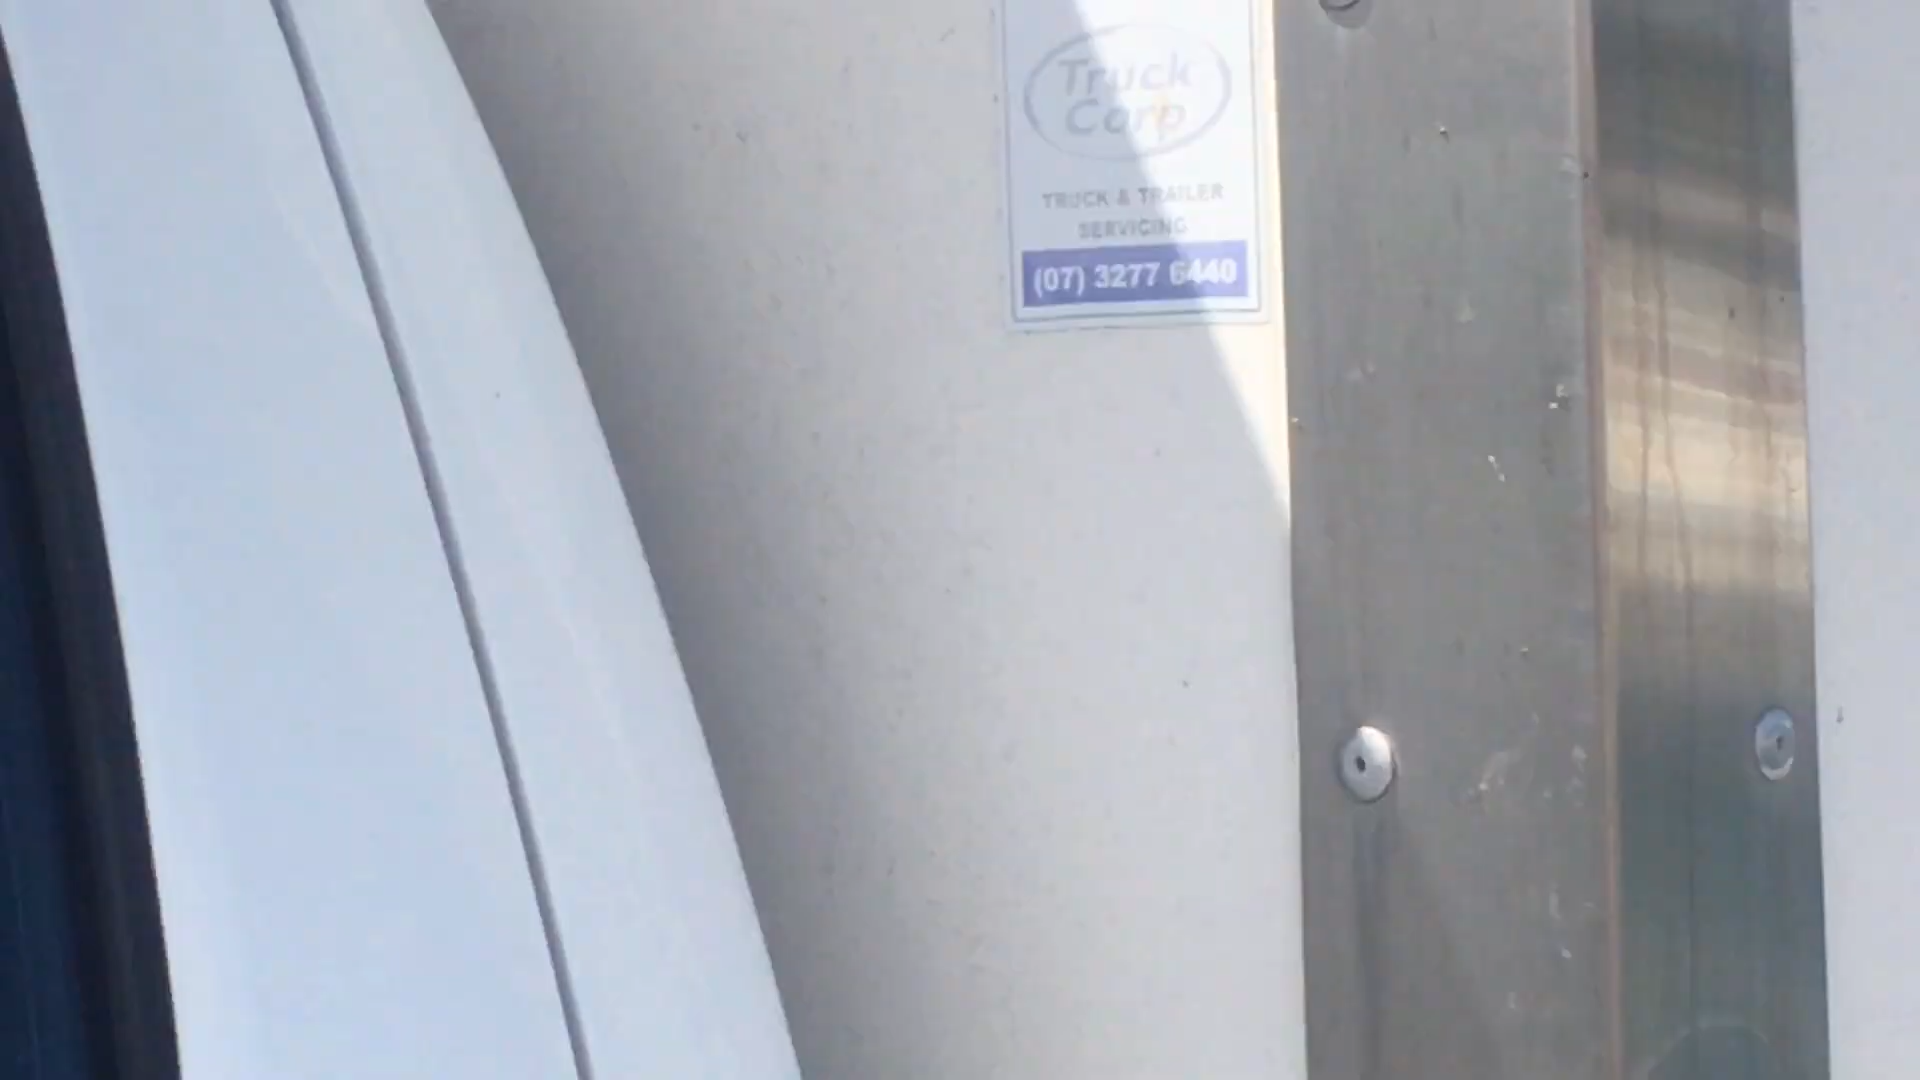 Truck
Corp
TRUCK & TRAILER
SERVICING
(07) 3277 6440